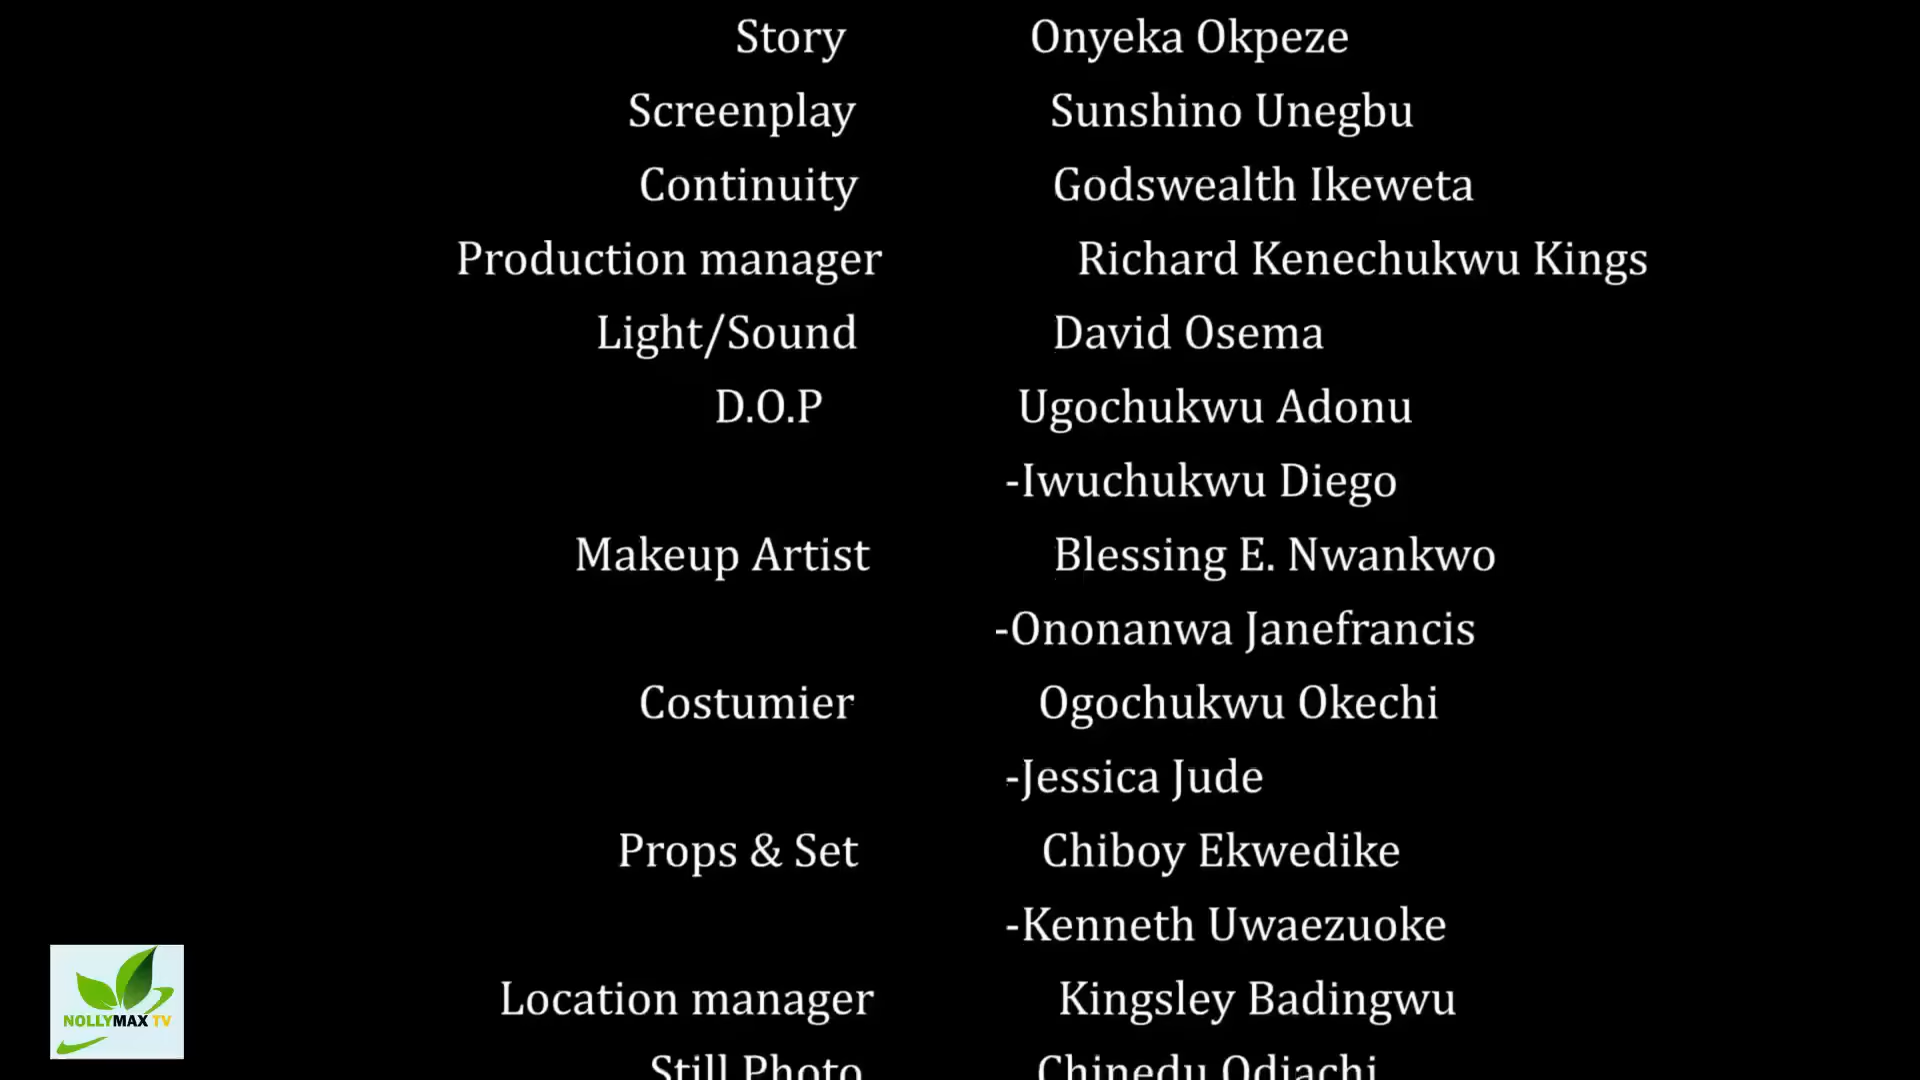 Story Onyeka Okpeze
Screenplay Sunshino Unegbu
Continuity Godswealth Ikeweta
Production manager Richard Kenechukwu Kings
Light/Sound David Osema
D.O.P Ugochukwu Adonu
-Iwuchukwu Diego
Makeup Artist Blessing E. Nwankwo
-Ononanwa Janefrancis
Costumier Ogochukwu Okechi
-Jessica Jude
Props & Set Chiboy Ekwedike
-Kenneth Uwaezuoke
Location manager Kingsley Badingwu
Still Photo Chinedu Odiachi
NOLLYMAX TV